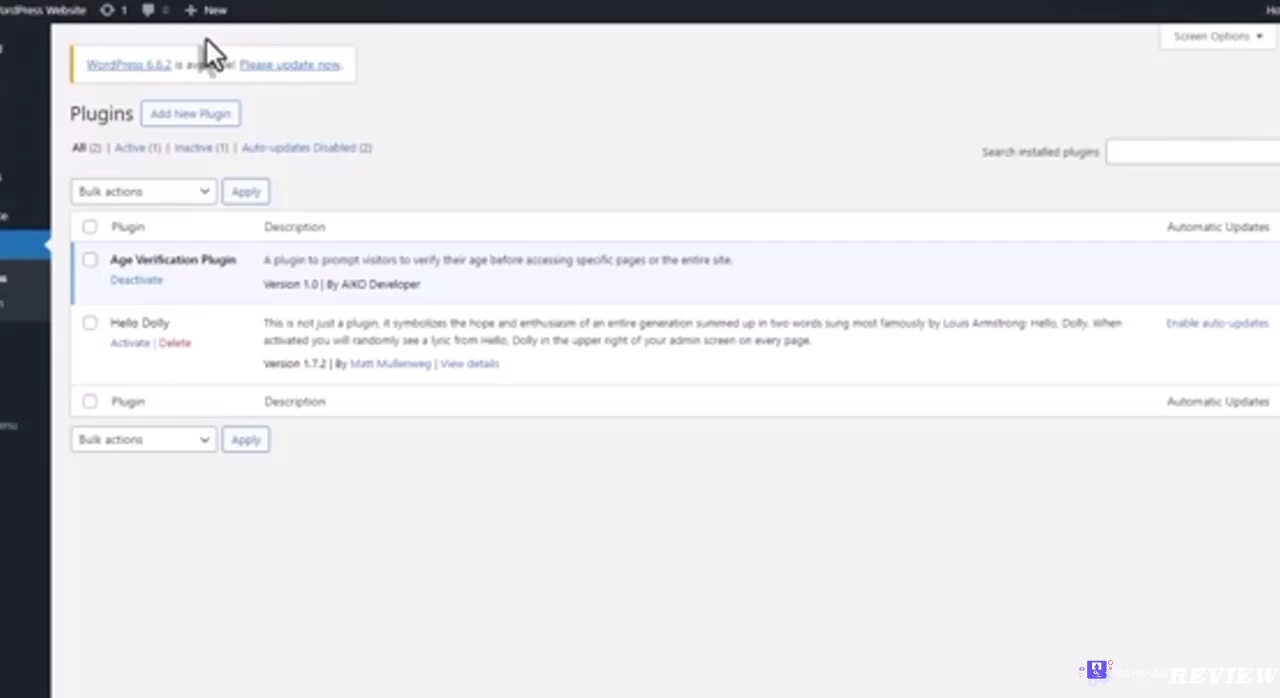 WordPress Website 1 0 + New
Screen Options
WordPress 6.6.2 is Please update now.
Plugins Add New Plugin
All (2) | Active (1) | Inactive (1) | Auto-updates Disabled (2)
Search installed plugins
Bulk actions Apply
Plugin Description Automatic Updates
Age Verification Plugin A plugin to prompt visitors to verify their age before accessing specific pages or the entire site.
Deactivate Version 1.0 | By AIKO Developer
Hello Dolly This is not just a plugin, it symbolizes the hope and enthusiasm of an entire generation summed up in two words sung most famously by Louis Armstrong: Hello, Dolly. When Enable auto-updates
Activate | Delete activated you will randomly see a lyric from Hello, Dolly in the upper right of your admin screen on every page.
Version 1.7.2 | By Matt Mullenweg | View details
Plugin Description Automatic Updates
Bulk actions Apply
REVIEW